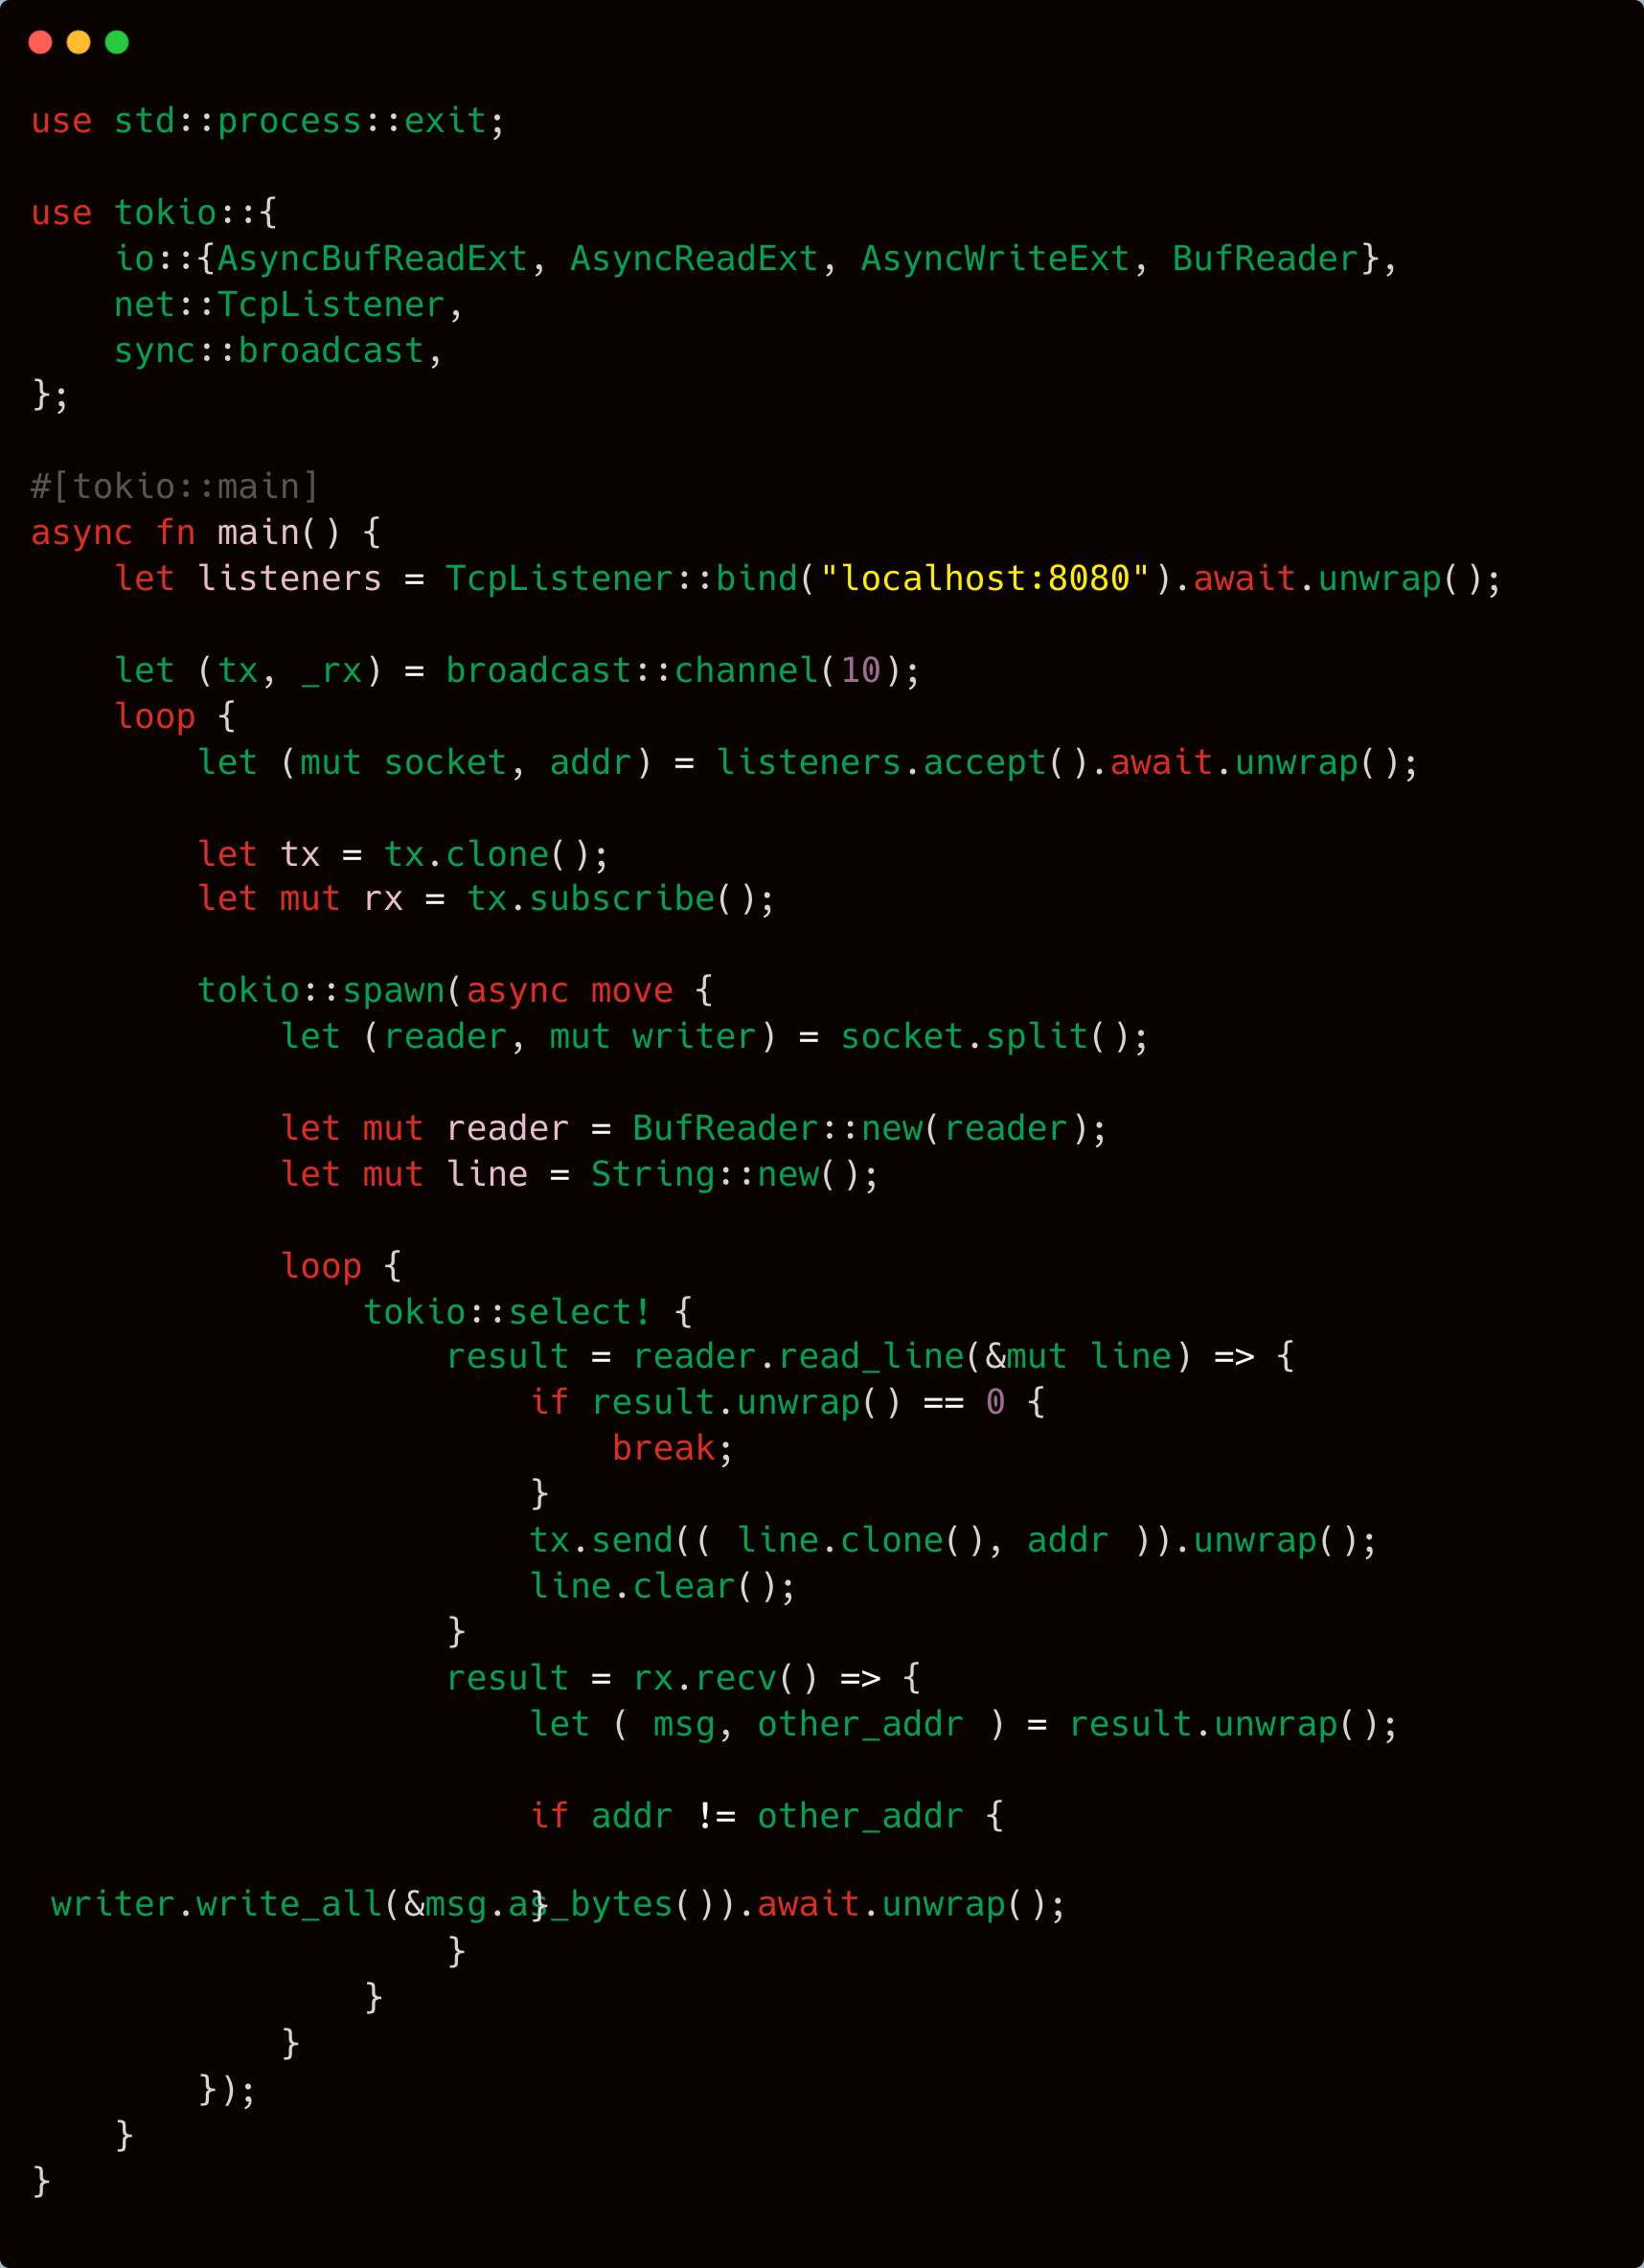 use std::process::exit;

use tokio::{
    io::{AsyncBufReadExt, AsyncReadExt, AsyncWriteExt, BufReader},
    net::TcpListener,
    sync::broadcast,
};

#[tokio::main]
async fn main() {
    let listeners = TcpListener::bind("localhost:8080").await.unwrap();

    let (tx, _rx) = broadcast::channel(10);
    loop {
        let (mut socket, addr) = listeners.accept().await.unwrap();

        let tx = tx.clone();
        let mut rx = tx.subscribe();

        tokio::spawn(async move {
            let (reader, mut writer) = socket.split();

            let mut reader = BufReader::new(reader);
            let mut line = String::new();

            loop {
                tokio::select! {
                    result = reader.read_line(&mut line) => {
                        if result.unwrap() == 0 {
                            break;
                        }
                        tx.send(( line.clone(), addr )).unwrap();
                        line.clear();
                    }
                    result = rx.recv() => {
                        let ( msg, other_addr ) = result.unwrap();

                        if addr != other_addr {

 writer.write_all(&msg.as_bytes()).await.unwrap();
                        }
                    }
                }
            }
        });
    }
}